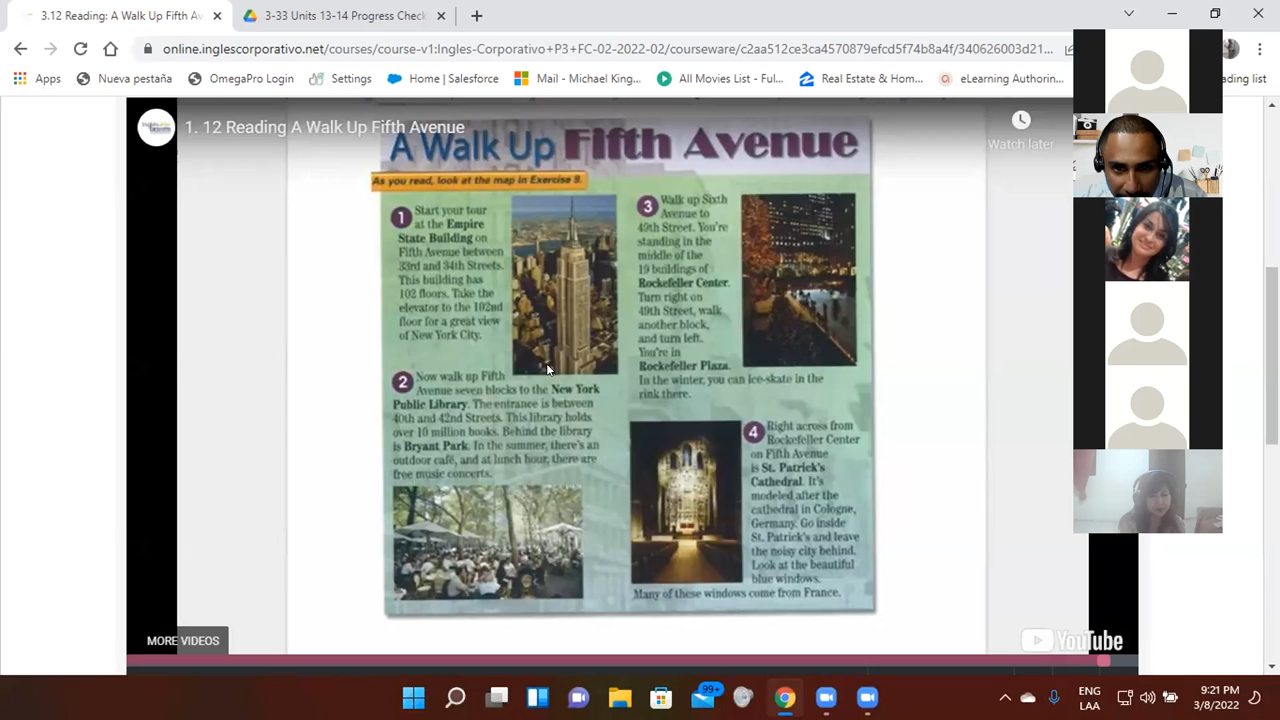 3.12 Reading: A Walk Up Fifth Av
3-33 Units 13-14 Progress Check
online.inglescorporativo.net/courses/course-v1:Ingles-Corporativo+P3+FC-02-2022-02/courseware/c2aa512ce3ca4570879efcd5f74b8a4f/340626003d21...
Apps
Nueva pestaña
OmegaPro Login
Settings
Home | Salesforce
Mail - Michael King...
All Movies List - Ful...
Real Estate & Hom...
eLearning Authorin...
ding list
1. 12 Reading A Walk Up Fifth Avenue
Watch later
A Walk Up Fifth Avenue
As you read, look at the map in Exercise 9.
1 Start your tour
at the Empire
State Building on
Fifth Avenue between
33rd and 34th Streets.
This building has
102 floors. Take the
elevator to the 102nd
floor for a great view
of New York City.
2 Now walk up Fifth
Avenue seven blocks to the New York
Public Library. The entrance is between
40th and 42nd Streets. This library holds
over 10 million books. Behind the library
is Bryant Park. In the summer, there's an
outdoor café, and at lunch hour, there are
free music concerts.
3 Walk up Sixth
Avenue to
49th Street. You're
standing in the
middle of the
19 buildings of
Rockefeller Center.
Turn right on
49th Street, walk
another block,
and turn left.
You're in
Rockefeller Plaza.
In the winter, you can ice-skate in the
rink there.
4 Right across from
Rockefeller Center
on Fifth Avenue
is St. Patrick's
Cathedral. It's
modeled after the
cathedral in Cologne,
Germany. Go inside
St. Patrick's and leave
the noisy city behind.
Look at the beautiful
blue windows.
Many of these windows come from France.
MORE VIDEOS
YouTube
99+
ENG
LAA
9:21 PM
3/8/2022